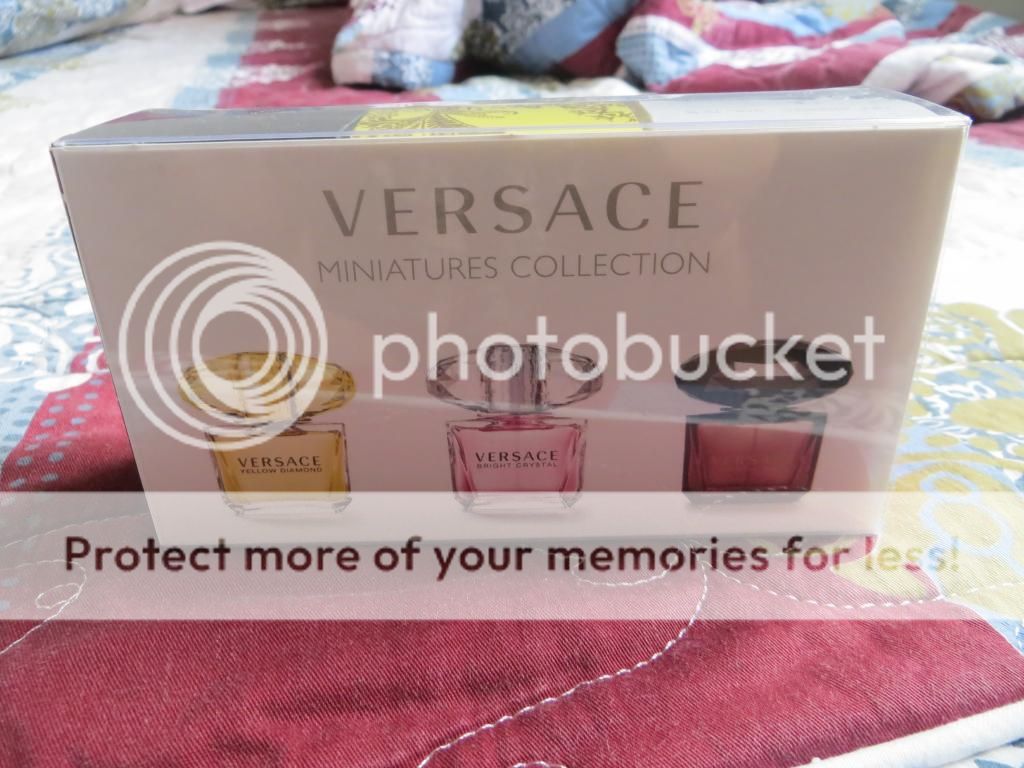 VERSACE
MINIATURES COLLECTION
photobucket
VERSACE
YELLOW DIAMOND
VERSACE
BRIGHT CRYSTAL
Protect more of your memories for less!